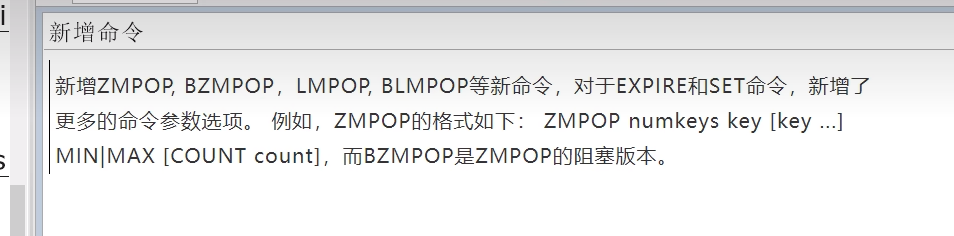 新增命令
新增ZMPOP, BZMPOP，LMPOP, BLMPOP等新命令，对于EXPIRE和SET命令，新增了
更多的命令参数选项。 例如，ZMPOP的格式如下： ZMPOP numkeys key [key ...]
MIN|MAX [COUNT count]，而BZMPOP是ZMPOP的阻塞版本。